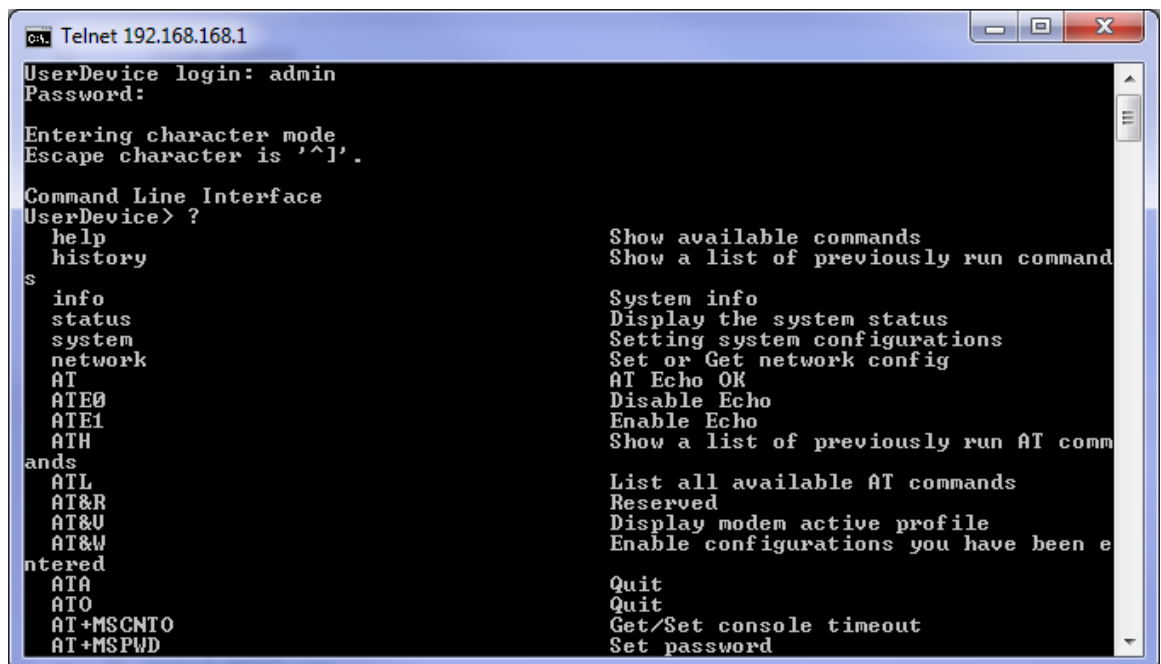 Telnet 192.168.168.1
UserDevice login: admin
Password:
Entering character mode
Escape character is '^]'.
Command Line Interface
UserDevice> ?
help Show available commands
history Show a list of previously run command
s
info System info
status Display the system status
system Setting system configurations
network Set or Get network config
AT AT Echo OK
ATE0 Disable Echo
ATE1 Enable Echo
ATH Show a list of previously run AT comm
ands
ATL List all available AT commands
AT&R Reserved
AT&V Display modem active profile
AT&W Enable configurations you have been e
ntered
ATA Quit
ATO Quit
AT+MSCNTO Get/Set console timeout
AT+MSPWD Set password